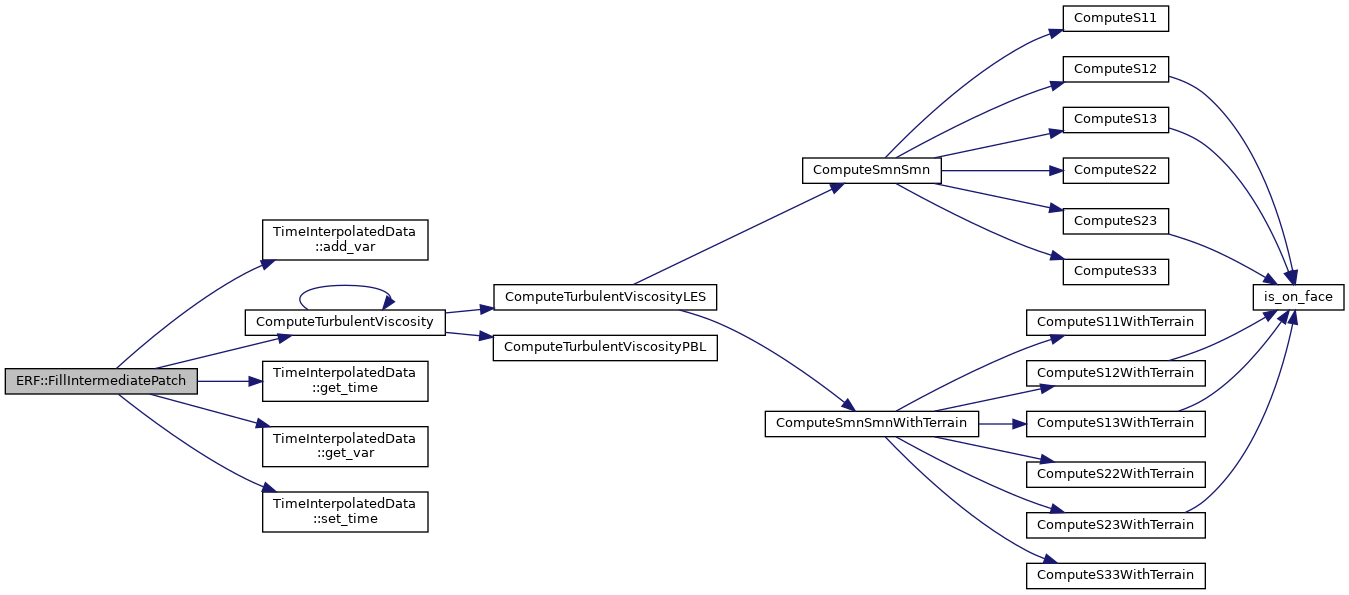 ERF::FillIntermediatePatch
TimeInterpolatedData
::add_var
ComputeTurbulentViscosity
TimeInterpolatedData
::get_time
TimeInterpolatedData
::get_var
TimeInterpolatedData
::set_time
ComputeTurbulentViscosityLES
ComputeTurbulentViscosityPBL
ComputeSmnSmn
ComputeSmnSmnWithTerrain
ComputeS11
ComputeS12
ComputeS13
ComputeS22
ComputeS23
ComputeS33
ComputeS11WithTerrain
ComputeS12WithTerrain
ComputeS13WithTerrain
ComputeS22WithTerrain
ComputeS23WithTerrain
ComputeS33WithTerrain
is_on_face